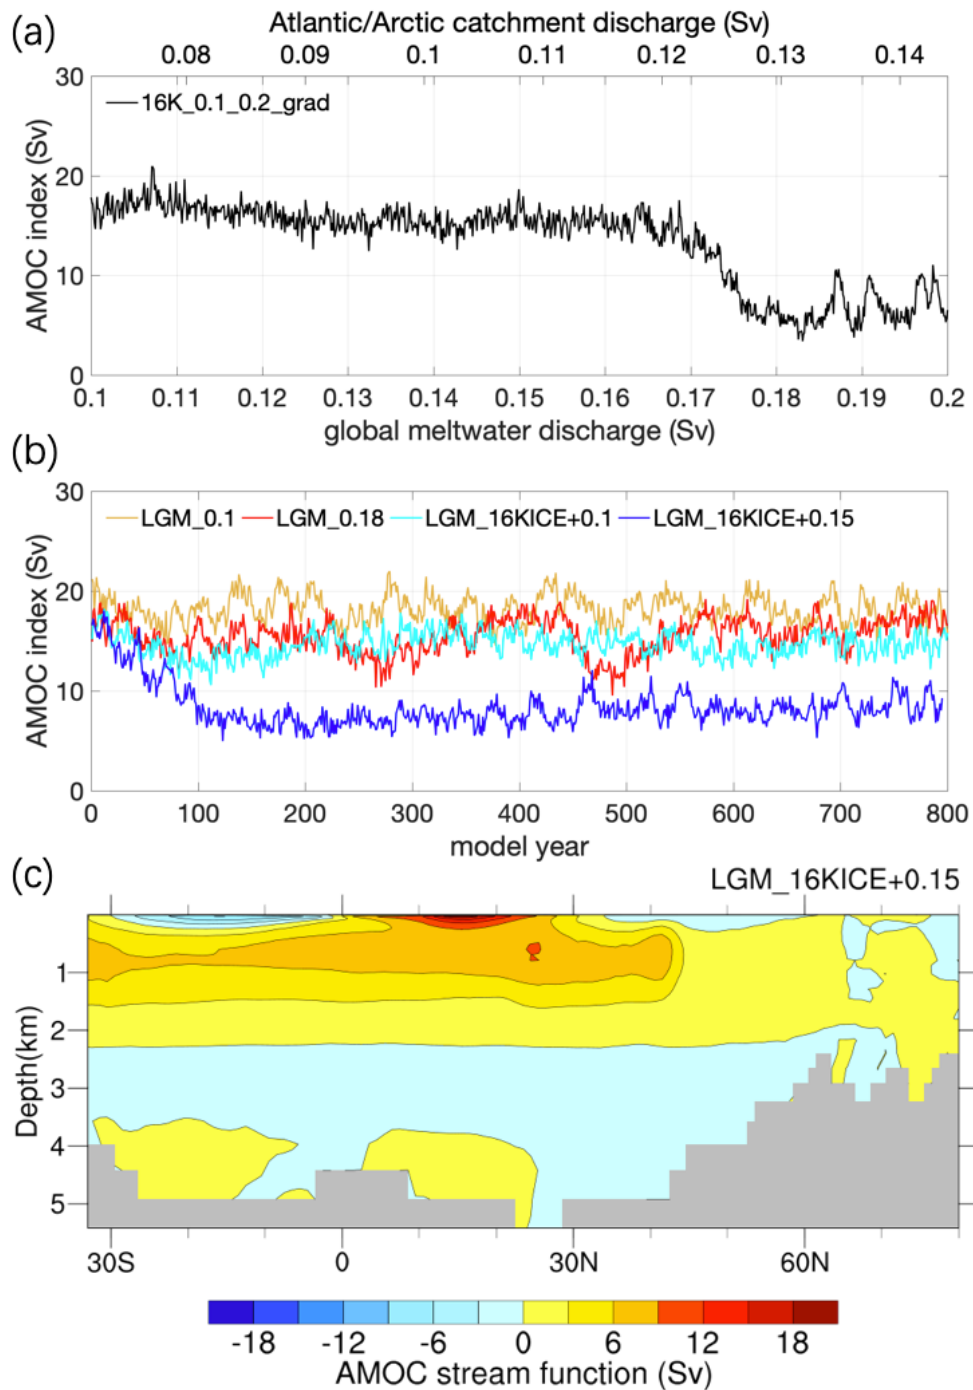 (a)
Atlantic/Arctic catchment discharge (Sv)
0.08 0.09 0.1 0.11 0.12 0.13 0.14
30
20
10
0
AMOC index (Sv)
16K_0.1_0.2_grad
0.1 0.11 0.12 0.13 0.14 0.15 0.16 0.17 0.18 0.19 0.2
global meltwater discharge (Sv)
(b)
30
20
10
0
AMOC index (Sv)
LGM_0.1 LGM_0.18 LGM_16KICE+0.1 LGM_16KICE+0.15
0 100 200 300 400 500 600 700 800
model year
(c)
LGM_16KICE+0.15
1
2
3
4
5
Depth(km)
30S 0 30N 60N
-18 -12 -6 0 6 12 18
AMOC stream function (Sv)